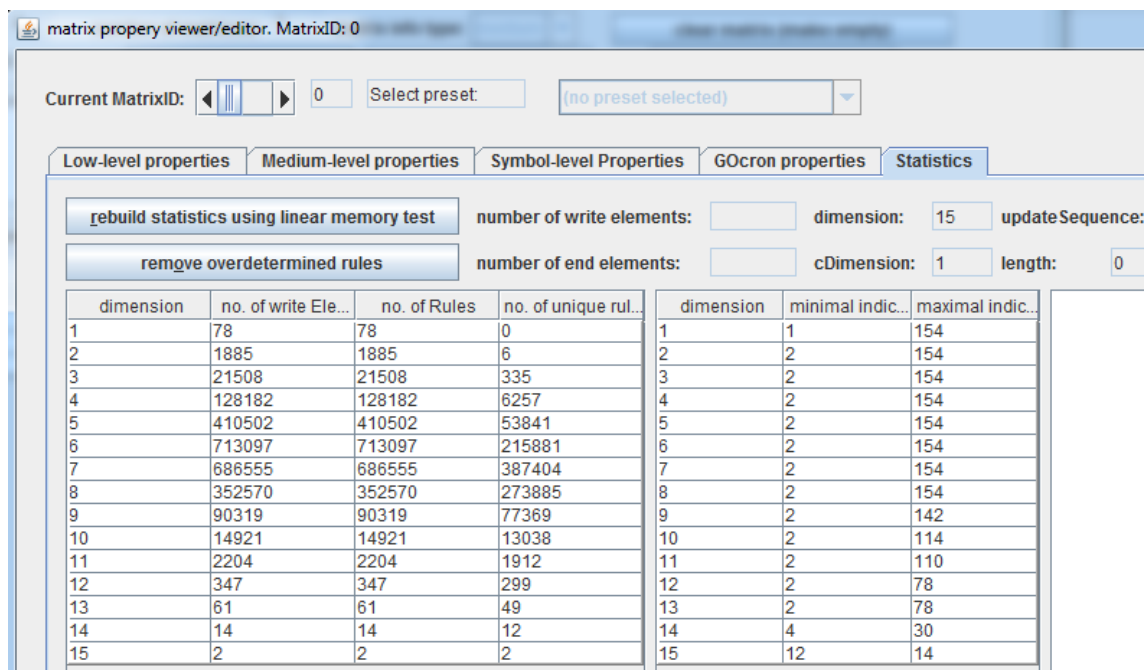 matrix propery viewer/editor. MatrixID: 0
Current MatrixID: 0 Select preset: (no preset selected)
Low-level properties Medium-level properties Symbol-level Properties GOcron properties Statistics
rebuild statistics using linear memory test number of write elements: dimension: 15 updateSequence:
remove overdetermined rules number of end elements: cDimension: 1 length: 0
dimension no. of write Ele... no. of Rules no. of unique rul... dimension minimal indic... maximal indic...
1 78 78 0 1 1 154
2 1885 1885 6 2 2 154
3 21508 21508 335 3 2 154
4 128182 128182 6257 4 2 154
5 410502 410502 53841 5 2 154
6 713097 713097 215881 6 2 154
7 686555 686555 387404 7 2 154
8 352570 352570 273885 8 2 154
9 90319 90319 77369 9 2 142
10 14921 14921 13038 10 2 114
11 2204 2204 1912 11 2 110
12 347 347 299 12 2 78
13 61 61 49 13 2 78
14 14 14 12 14 4 30
15 2 2 2 15 12 14